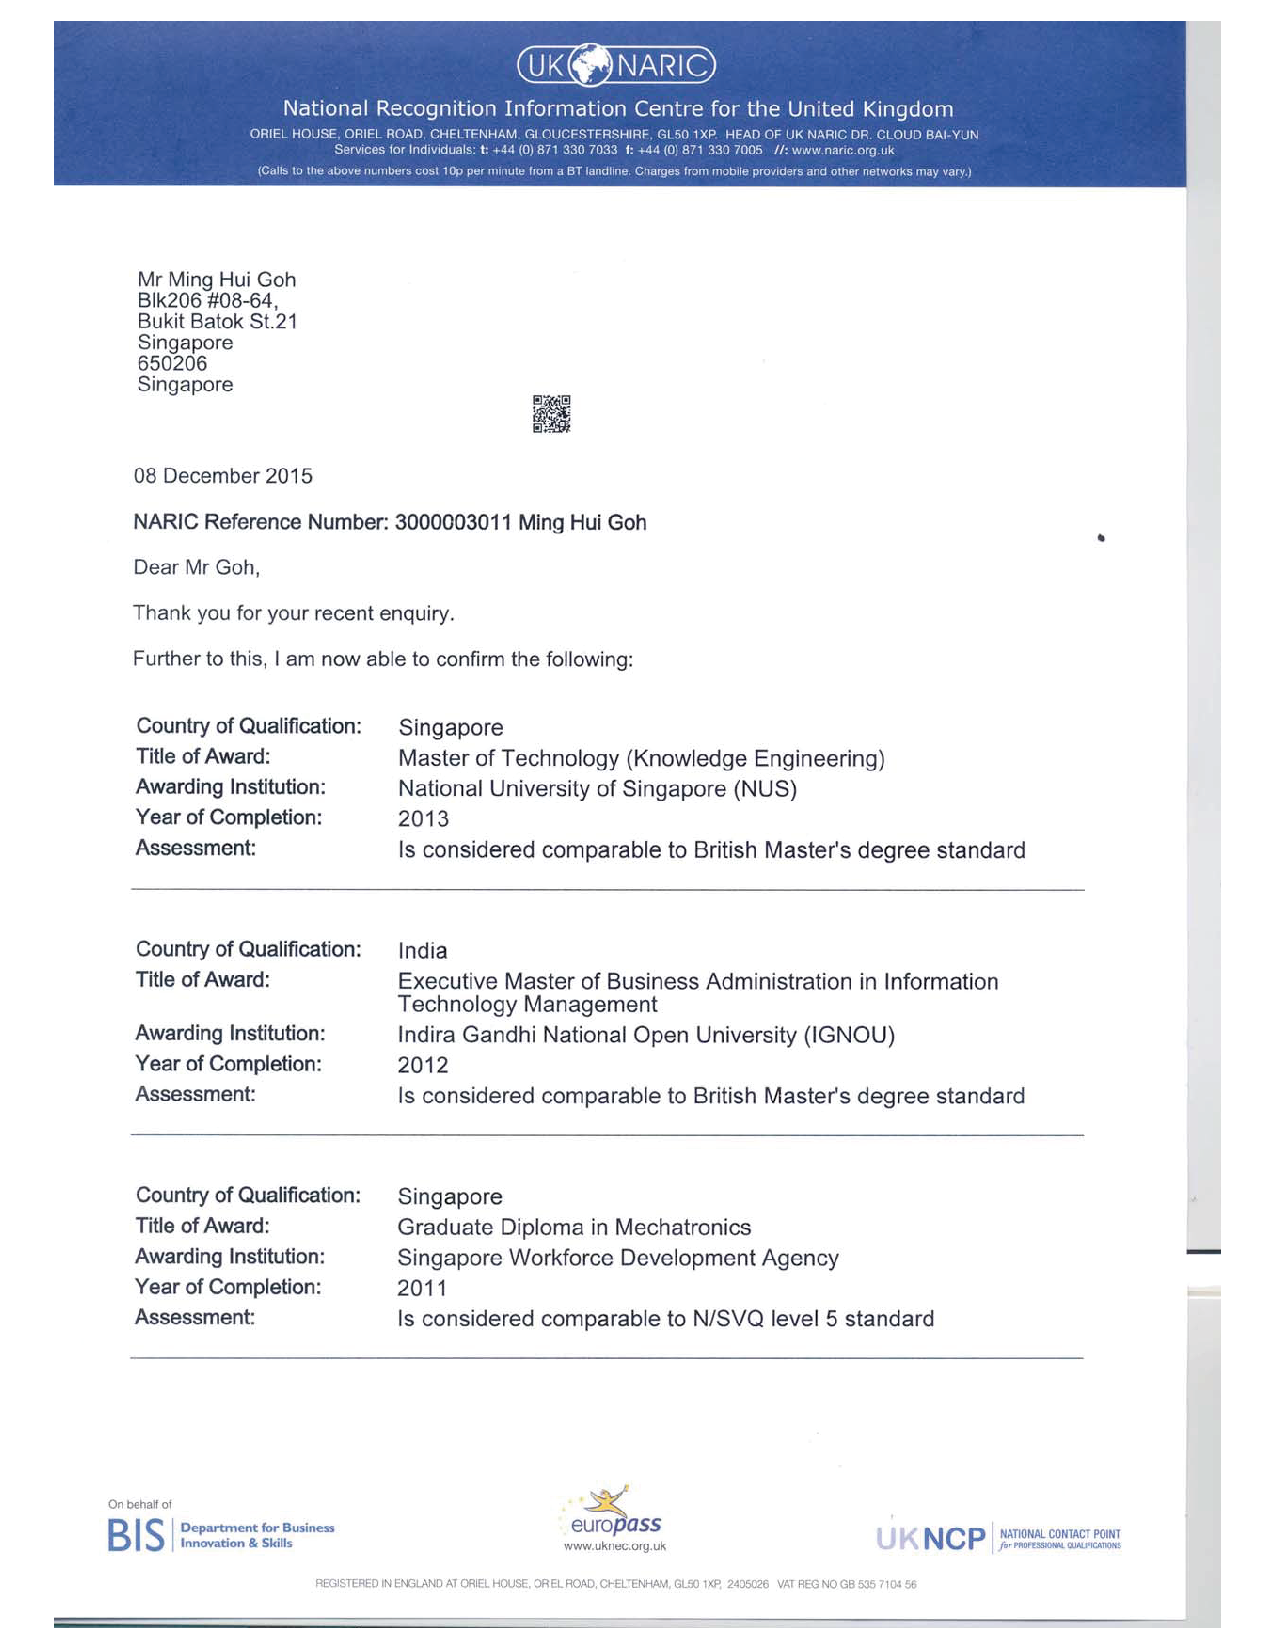 UK NARIC
National Recognition Information Centre for the United Kingdom
ORIEL HOUSE, ORIEL ROAD, CHELTENHAM, GLOUCESTERSHIRE, GL50 1XP. HEAD OF UK NARIC DR. CLOUD BAI-YUN
Services for Individuals: t: +44 (0) 871 330 7033 f: +44 (0) 871 330 7005 //: www.naric.org.uk
(Calls to the above numbers cost 10p per minute from a BT landline. Charges from mobile providers and other networks may vary.)
Mr Ming Hui Goh
Blk206 #08-64,
Bukit Batok St.21
Singapore
650206
Singapore
08 December 2015
NARIC Reference Number: 3000003011 Ming Hui Goh
Dear Mr Goh,
Thank you for your recent enquiry.
Further to this, I am now able to confirm the following:
Country of Qualification: Singapore
Title of Award: Master of Technology (Knowledge Engineering)
Awarding Institution: National University of Singapore (NUS)
Year of Completion: 2013
Assessment: Is considered comparable to British Master's degree standard
Country of Qualification: India
Title of Award: Executive Master of Business Administration in Information
Technology Management
Awarding Institution: Indira Gandhi National Open University (IGNOU)
Year of Completion: 2012
Assessment: Is considered comparable to British Master's degree standard
Country of Qualification: Singapore
Title of Award: Graduate Diploma in Mechatronics
Awarding Institution: Singapore Workforce Development Agency
Year of Completion: 2011
Assessment: Is considered comparable to N/SVQ level 5 standard
On behalf of
BIS Department for Business
Innovation & Skills
europass
www.uknec.org.uk
UK NCP NATIONAL CONTACT POINT
for PROFESSIONAL QUALIFICATIONS
REGISTERED IN ENGLAND AT ORIEL HOUSE, ORIEL ROAD, CHELTENHAM, GL50 1XP, 2405026 VAT REG NO GB 535 7104 56